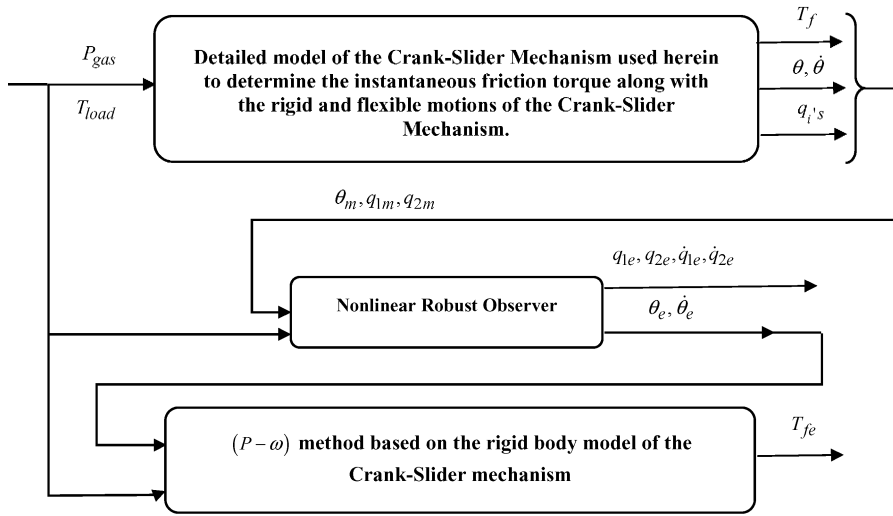 P_gas
T_load
Detailed model of the Crank-Slider Mechanism used herein
to determine the instantaneous friction torque along with
the rigid and flexible motions of the Crank-Slider
Mechanism.
T_f
θ, θ̇
q_i's
θ_m, q_1m, q_2m
Nonlinear Robust Observer
q_1e, q_2e, q̇_1e, q̇_2e
θ_e, θ̇_e
(P − ω) method based on the rigid body model of the
Crank-Slider mechanism
T_fe